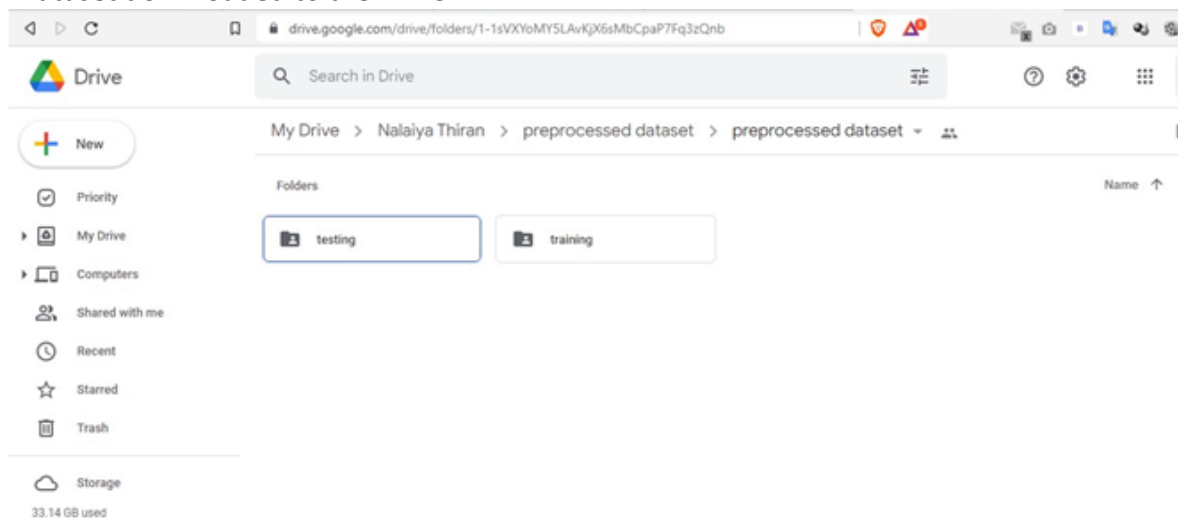 drive.google.com/drive/folders/1-1sVXYoMY5LAvKjX6sMbCpaP7Fq3zQnb
Drive
Search in Drive
New
My Drive > Nalaiya Thiran > preprocessed dataset > preprocessed dataset
Folders
Name
testing
training
Priority
My Drive
Computers
Shared with me
Recent
Starred
Trash
Storage
33.14 GB used